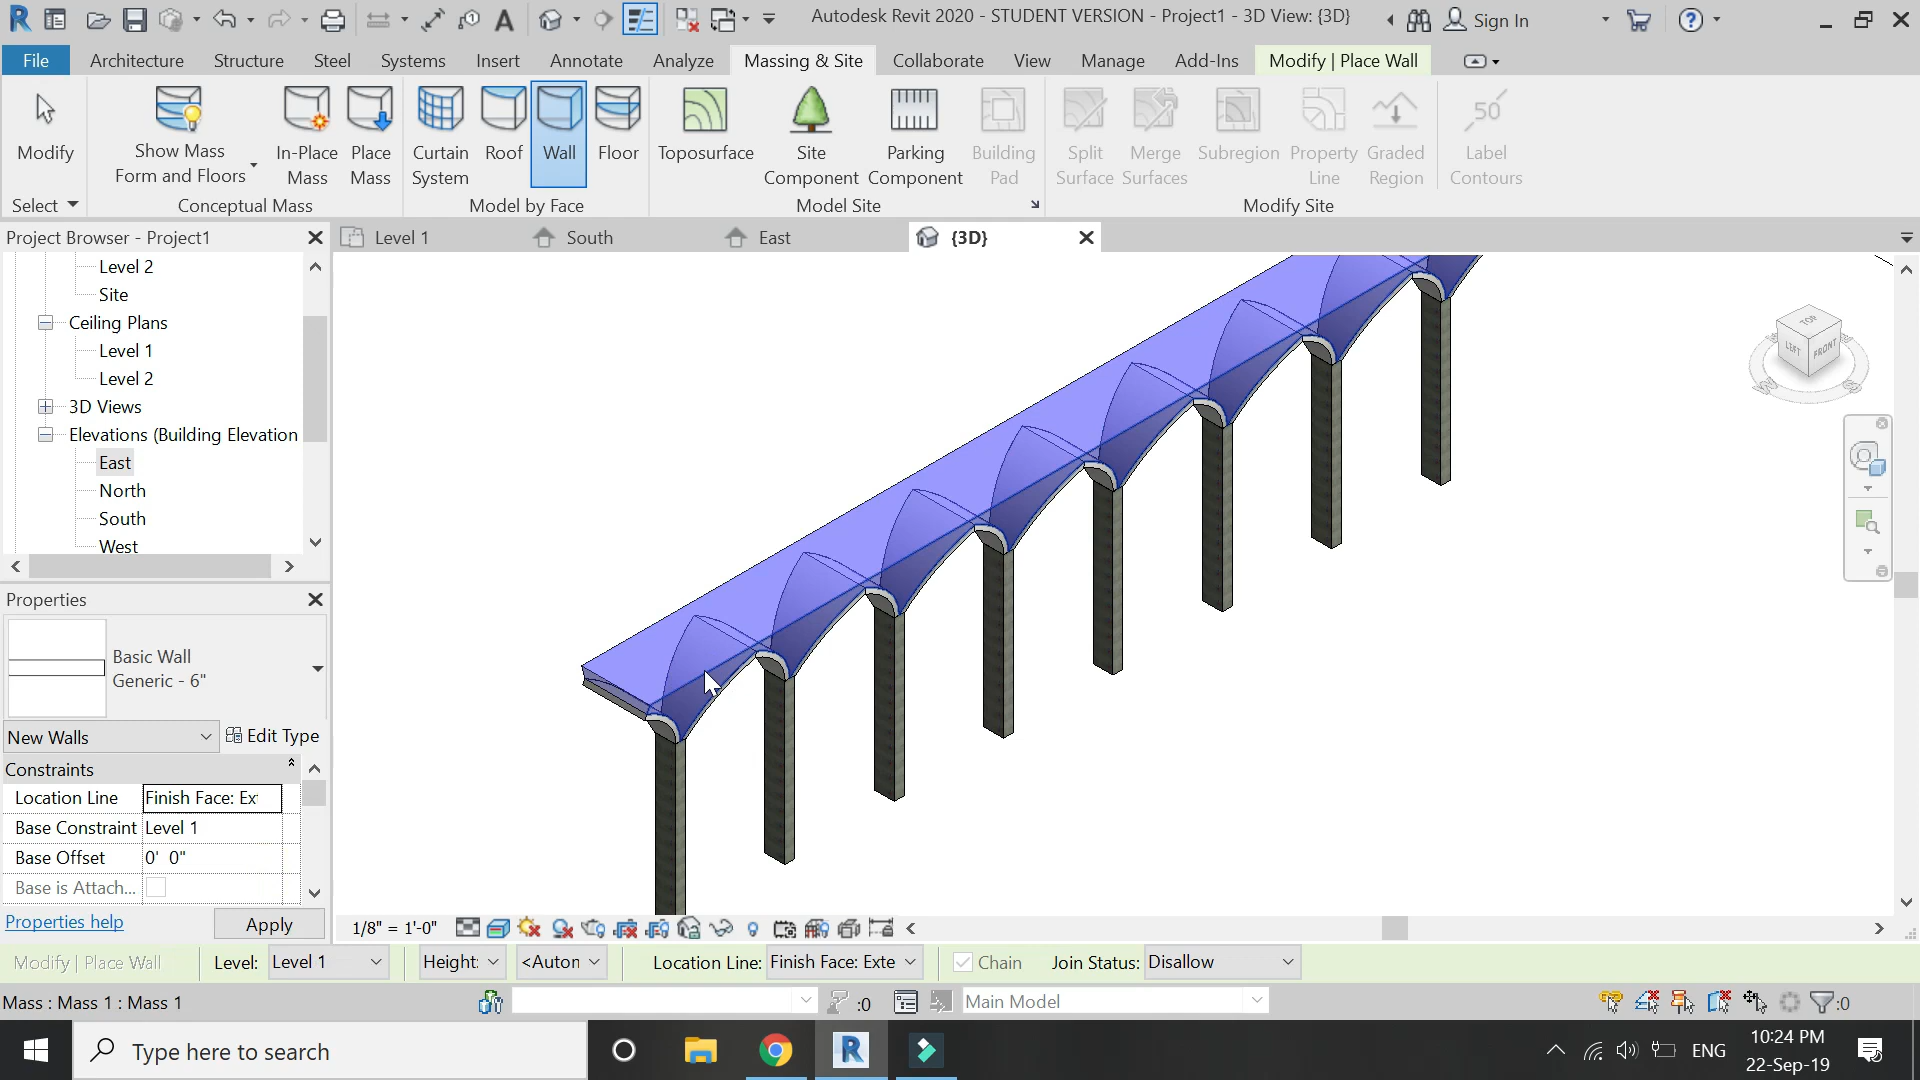 Autodesk Revit 2020 - STUDENT VERSION - Project1 - 3D View: {3D}
Sign In
File Architecture Structure Steel Systems Insert Annotate Analyze Massing & Site Collaborate View Manage Add-Ins Modify | Place Wall
Modify
Show Mass
Form and Floors
In-Place
Mass
Place
Mass
Curtain
System
Roof
Wall
Floor
Toposurface
Site
Component
Parking
Component
Building
Pad
Split
Surface
Merge
Surfaces
Subregion
Property
Line
Graded
Region
50
Label
Contours
Select Conceptual Mass Model by Face Model Site Modify Site
Project Browser - Project1
Level 1 South East {3D}
Level 2
Site
Ceiling Plans
Level 1
Level 2
3D Views
Elevations (Building Elevation
East
North
South
West
TOP
LEFT
FRONT
W
S
Properties
Basic Wall
Generic - 6"
New Walls
Edit Type
Constraints
Location Line Finish Face: Ext
Base Constraint Level 1
Base Offset 0' 0"
Base is Attach...
Properties help
Apply
1/8" = 1'-0"
Modify | Place Wall Level: Level 1 Height: <Auton Location Line: Finish Face: Exte Chain Join Status: Disallow
Mass : Mass 1 : Mass 1
:0
Main Model
:0
Type here to search
ENG
10:24 PM
22-Sep-19